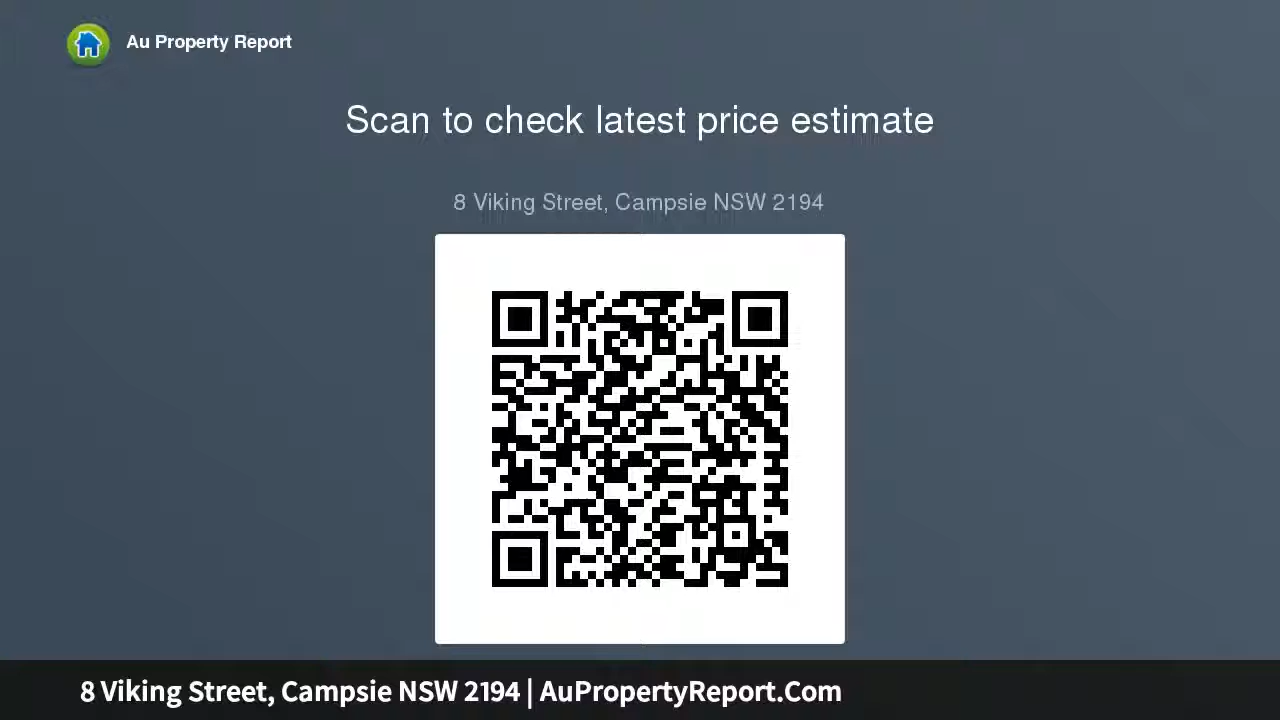 Au Property Report
Scan to check latest price estimate
8 Viking Street, Campsie NSW 2194
8 Viking Street, Campsie NSW 2194 | AuPropertyReport.Com